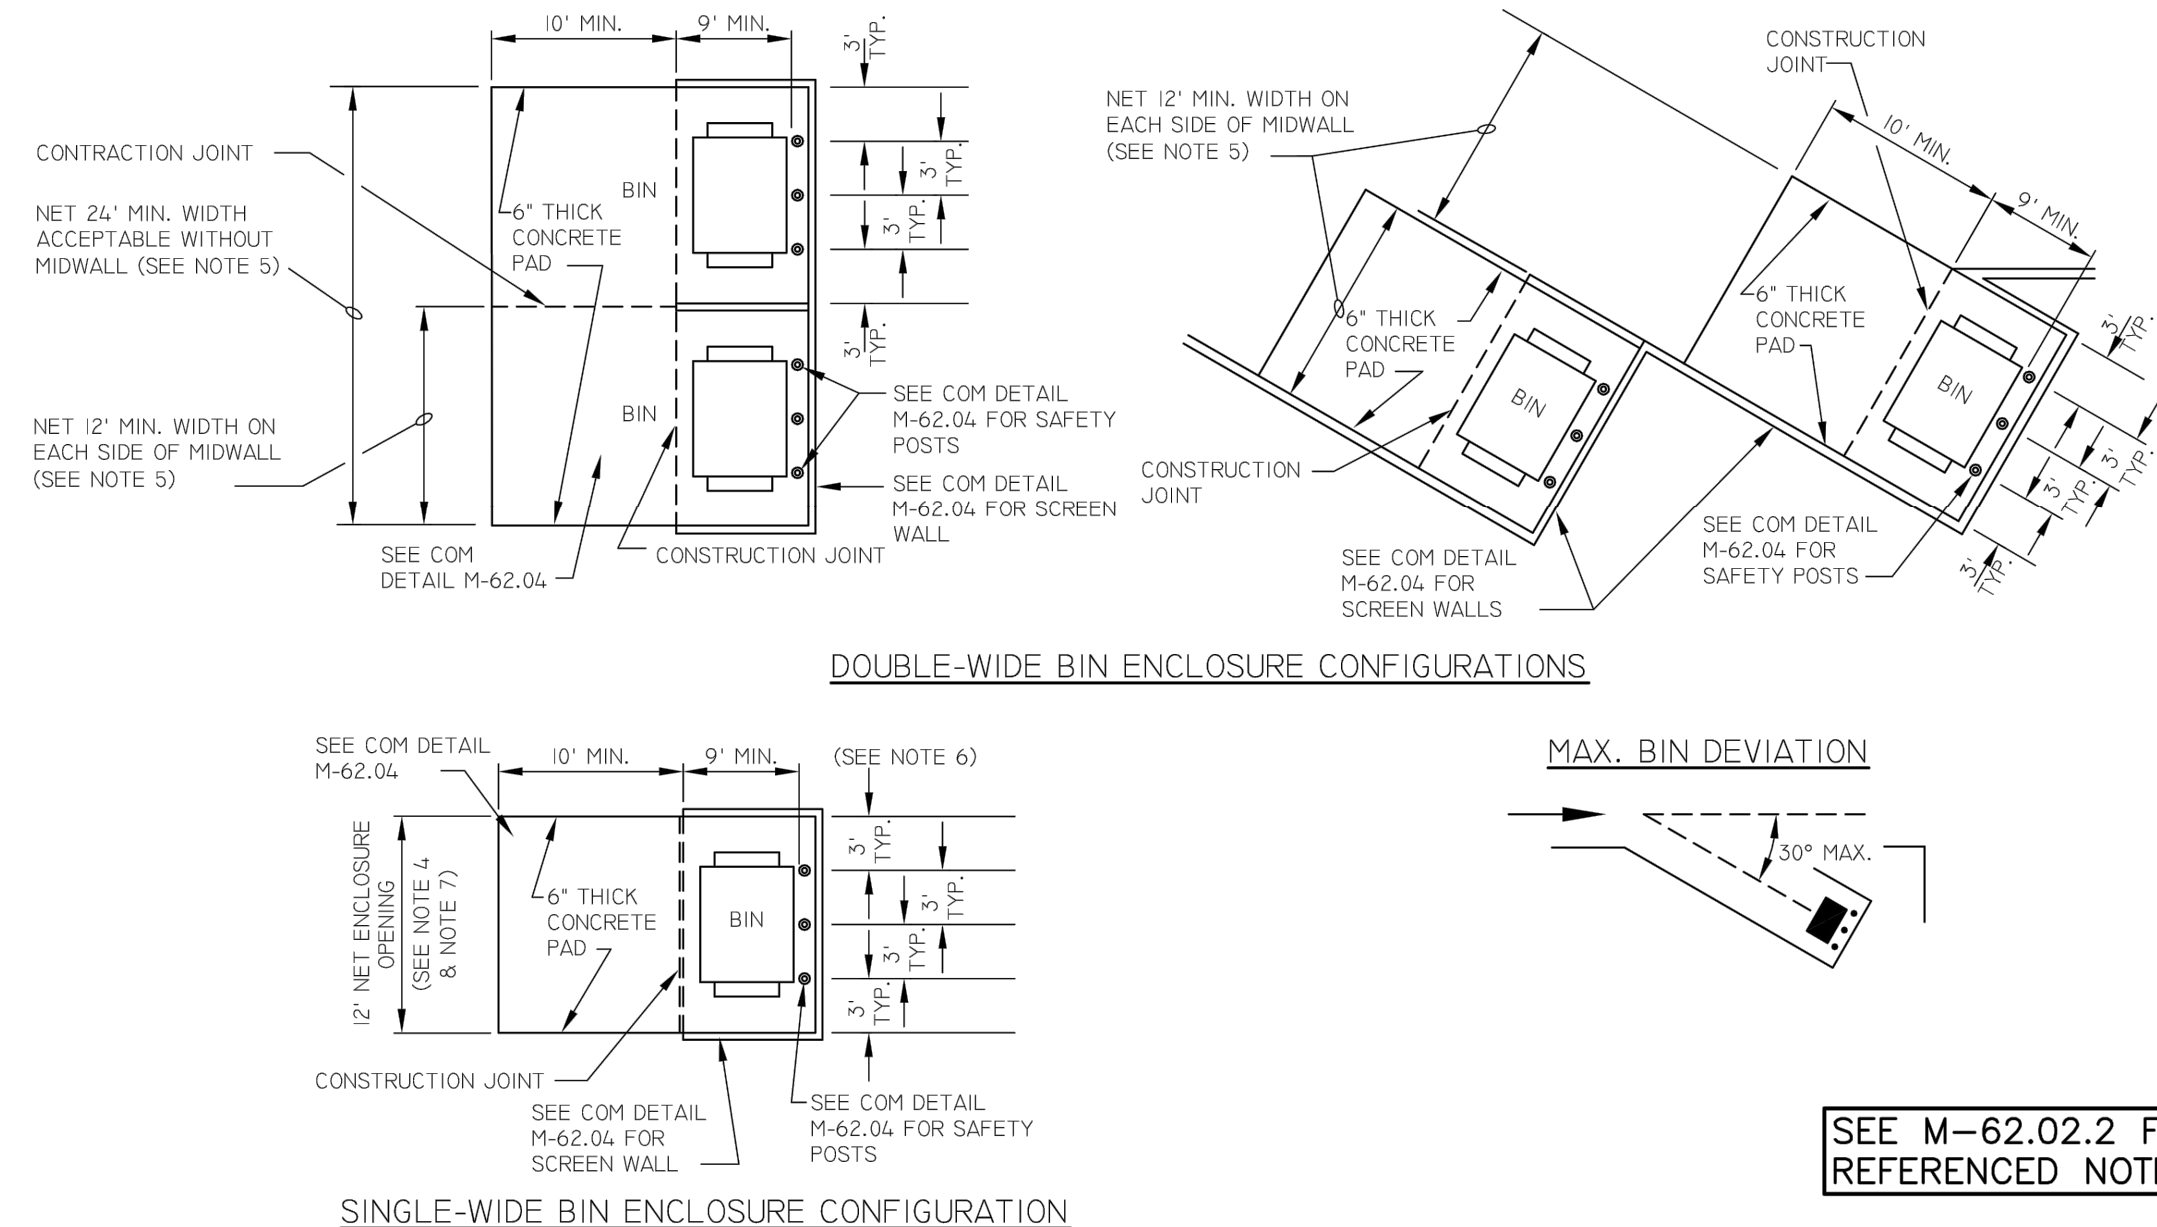 10' MIN.
9' MIN.
3'
TYP.
CONTRACTION JOINT
NET 24' MIN. WIDTH
ACCEPTABLE WITHOUT
MIDWALL (SEE NOTE 5)
NET 12' MIN. WIDTH ON
EACH SIDE OF MIDWALL
(SEE NOTE 5)
BIN
6" THICK
CONCRETE
PAD
BIN
3'
TYP.
3'
TYP.
3'
TYP.
SEE COM DETAIL
M-62.04 FOR SAFETY
POSTS
SEE COM DETAIL
M-62.04 FOR SCREEN
WALL
SEE COM
DETAIL M-62.04
CONSTRUCTION JOINT
NET 12' MIN. WIDTH ON
EACH SIDE OF MIDWALL
(SEE NOTE 5)
CONSTRUCTION
JOINT
10' MIN.
9' MIN.
6" THICK
CONCRETE
PAD
6" THICK
CONCRETE
PAD
BIN
BIN
3'
TYP.
3'
TYP.
3'
TYP.
3'
TYP.
CONSTRUCTION
JOINT
SEE COM DETAIL
M-62.04 FOR
SCREEN WALLS
SEE COM DETAIL
M-62.04 FOR
SAFETY POSTS
DOUBLE-WIDE BIN ENCLOSURE CONFIGURATIONS
SEE COM DETAIL
M-62.04
10' MIN.
9' MIN.
(SEE NOTE 6)
12' NET ENCLOSURE
OPENING
(SEE NOTE 4
& NOTE 7)
6" THICK
CONCRETE
PAD
BIN
3'
TYP.
3'
TYP.
3'
TYP.
3'
TYP.
CONSTRUCTION JOINT
SEE COM DETAIL
M-62.04 FOR
SCREEN WALL
SEE COM DETAIL
M-62.04 FOR SAFETY
POSTS
SINGLE-WIDE BIN ENCLOSURE CONFIGURATION
MAX. BIN DEVIATION
30° MAX.
SEE M-62.02.2
REFERENCED